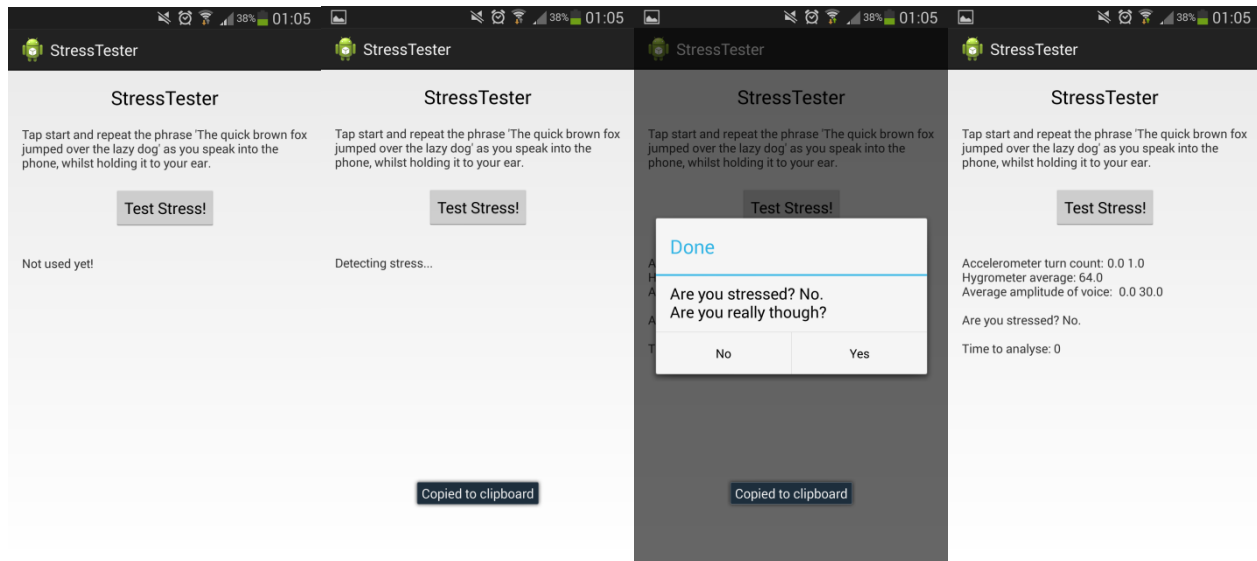 38% 01:05
StressTester
StressTester
Tap start and repeat the phrase 'The quick brown fox
jumped over the lazy dog' as you speak into the
phone, whilst holding it to your ear.
Test Stress!
Not used yet!
38% 01:05
StressTester
StressTester
Tap start and repeat the phrase 'The quick brown fox
jumped over the lazy dog' as you speak into the
phone, whilst holding it to your ear.
Test Stress!
Detecting stress...
Copied to clipboard
38% 01:05
StressTester
StressTester
Tap start and repeat the phrase 'The quick brown fox
jumped over the lazy dog' as you speak into the
phone, whilst holding it to your ear.
Test Stress!
A
H
A
A
T
Done
Are you stressed? No.
Are you really though?
No
Yes
Copied to clipboard
38% 01:05
StressTester
StressTester
Tap start and repeat the phrase 'The quick brown fox
jumped over the lazy dog' as you speak into the
phone, whilst holding it to your ear.
Test Stress!
Accelerometer turn count: 0.0 1.0
Hygrometer average: 64.0
Average amplitude of voice: 0.0 30.0
Are you stressed? No.
Time to analyse: 0